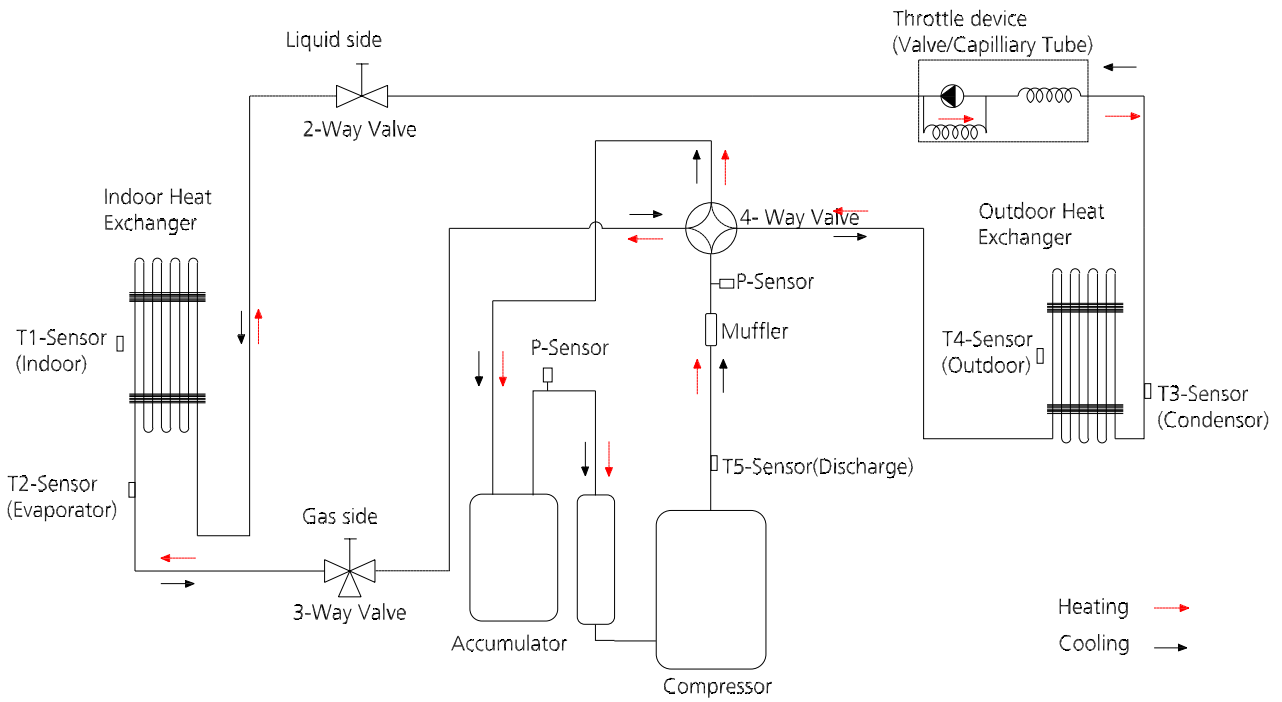 Throttle device
(Valve/Capilliary Tube)
Liquid side
2-Way Valve
Indoor Heat
Exchanger
4- Way Valve
Outdoor Heat
Exchanger
P-Sensor
Muffler
T1-Sensor
(Indoor)
P-Sensor
T4-Sensor
(Outdoor)
T3-Sensor
(Condensor)
T5-Sensor(Discharge)
T2-Sensor
(Evaporator)
Gas side
3-Way Valve
Accumulator
Compressor
Heating
Cooling